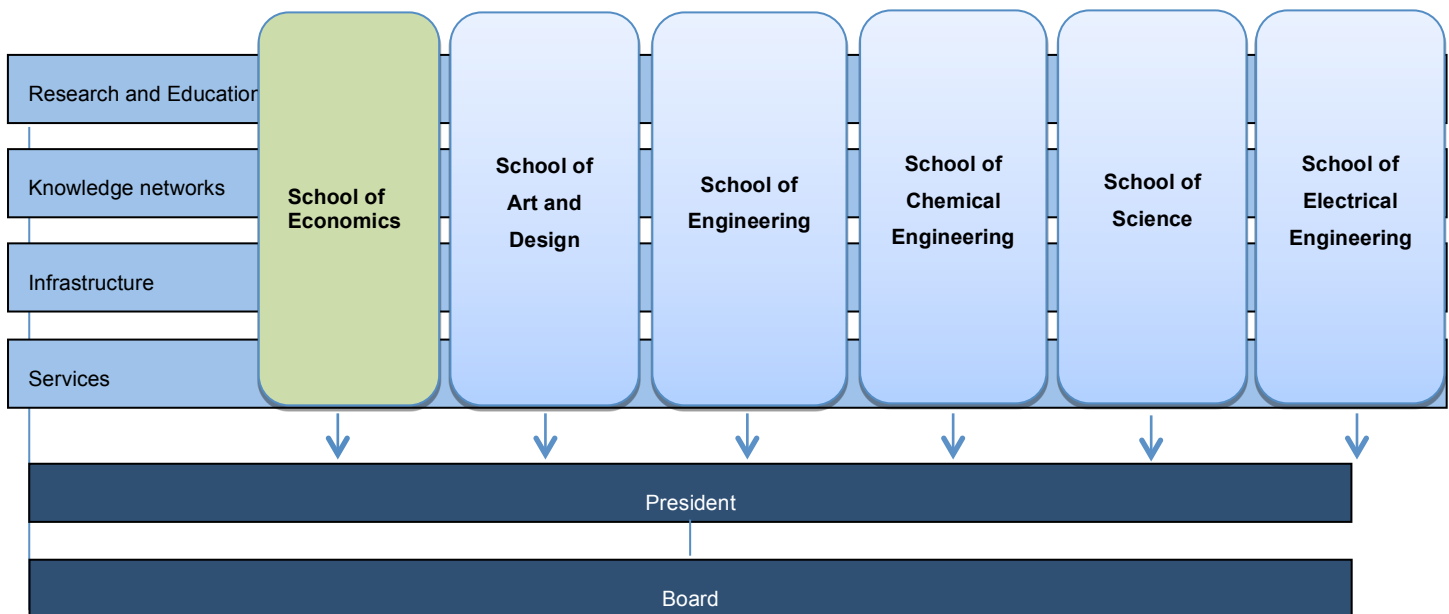 Research and Education
Knowledge networks
Infrastructure
Services
School of
Economics
School of
Art and
Design
School of
Engineering
School of
Chemical
Engineering
School of
Science
School of
Electrical
Engineering
President
Board